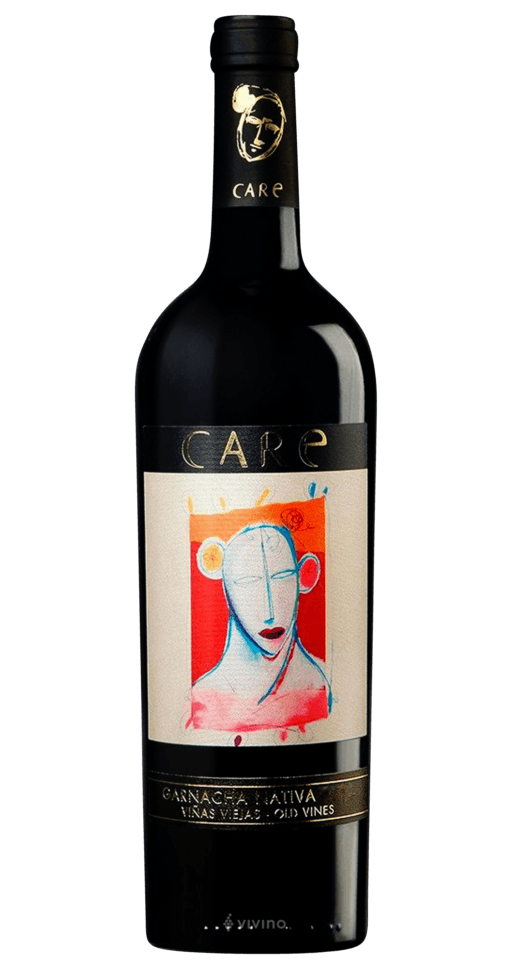 CARe
CARe
GARNACHA NATIVA
VIÑAS VIEJAS · OLD VINES
VIVINO